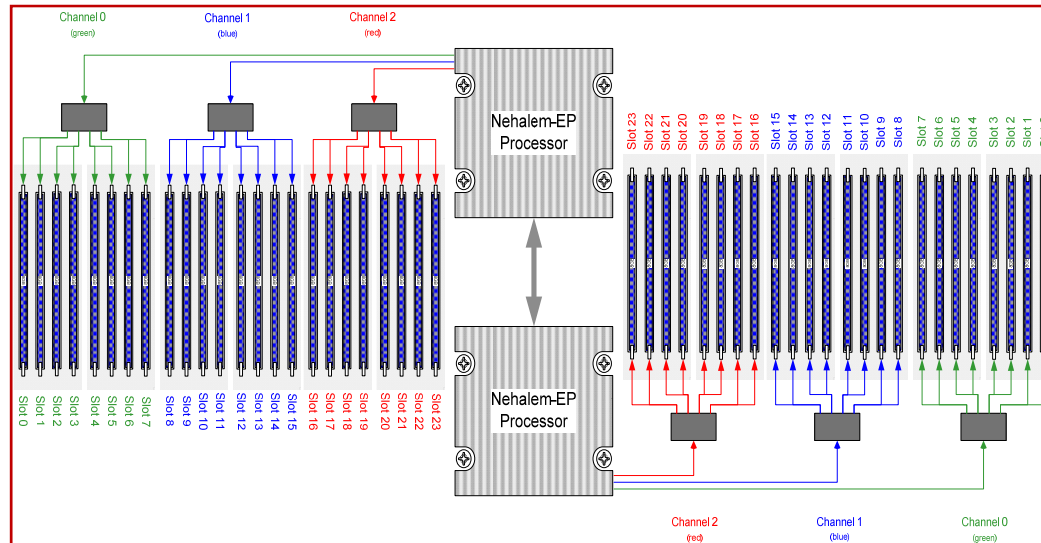 Channel 0
(green)
Channel 1
(blue)
Channel 2
(red)
Nehalem-EP
Processor
Slot 0
Slot 1
Slot 2
Slot 3
Slot 4
Slot 5
Slot 6
Slot 7
Slot 8
Slot 9
Slot 10
Slot 11
Slot 12
Slot 13
Slot 14
Slot 15
Slot 16
Slot 17
Slot 18
Slot 19
Slot 20
Slot 21
Slot 22
Slot 23
Slot 23
Slot 22
Slot 21
Slot 20
Slot 19
Slot 18
Slot 17
Slot 16
Slot 15
Slot 14
Slot 13
Slot 12
Slot 11
Slot 10
Slot 9
Slot 8
Slot 7
Slot 6
Slot 5
Slot 4
Slot 3
Slot 2
Slot 1
Nehalem-EP
Processor
Channel 2
(red)
Channel 1
(blue)
Channel 0
(green)